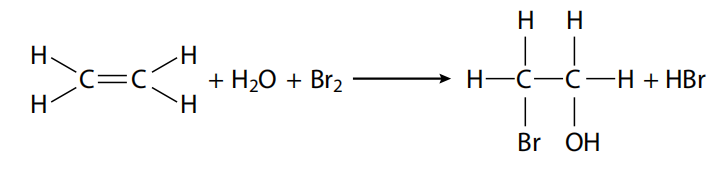 H H
H H
C=C + H₂O + Br₂ ⟶ H—C—C—H + HBr
H H
Br OH